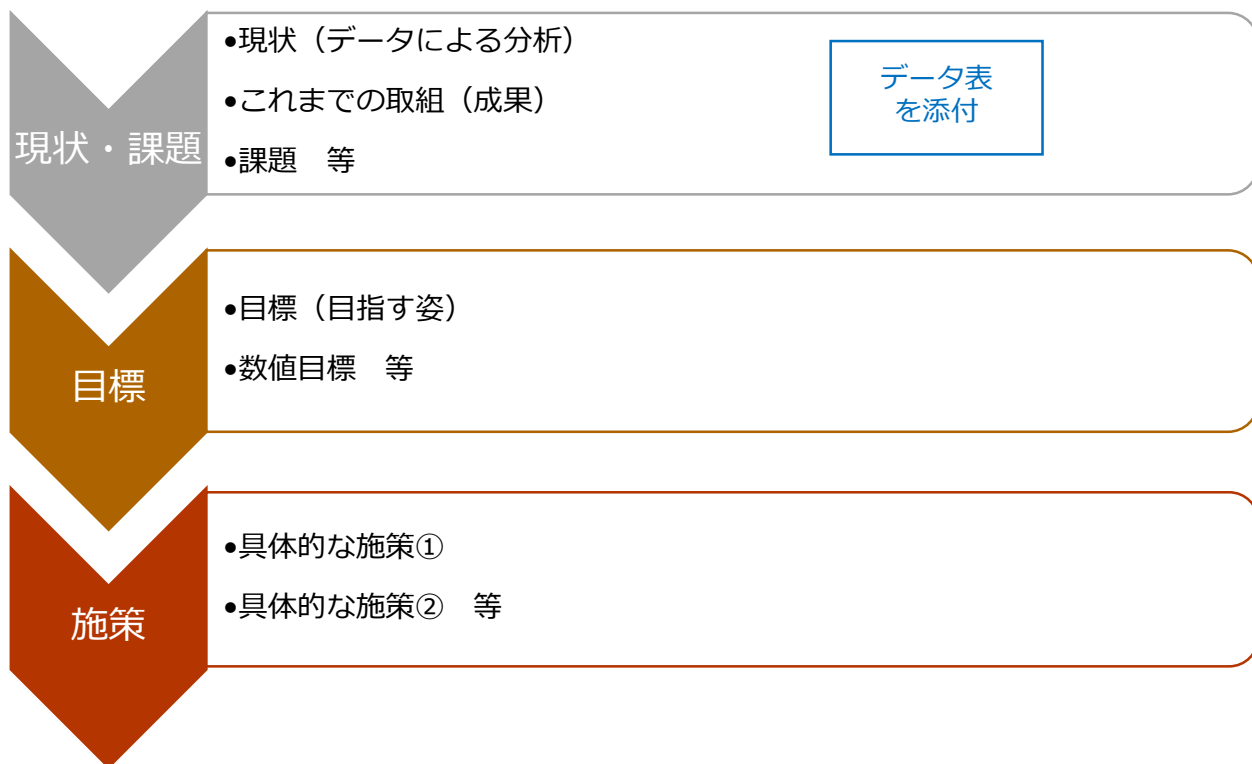 現状・課題
•現状（データによる分析）
•これまでの取組（成果）
•課題　等
データ表
を添付
目標
•目標（目指す姿）
•数値目標　等
施策
•具体的な施策①
•具体的な施策②　等